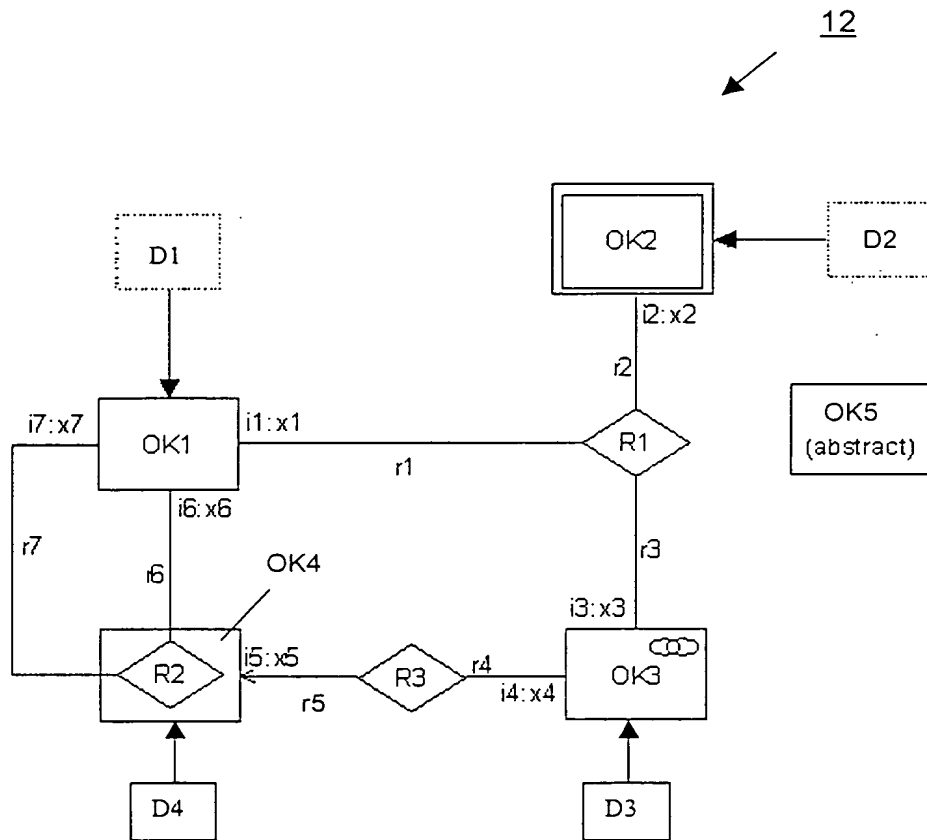 12
OK2
D2
D1
i2:x2
r2
OK5
(abstract)
i7:x7
OK1
i1:x1
R1
r1
i6:x6
r7
r3
r6
OK4
i3:x3
i5:x5
r4
R2
R3
OK3
r5
i4:x4
D4
D3